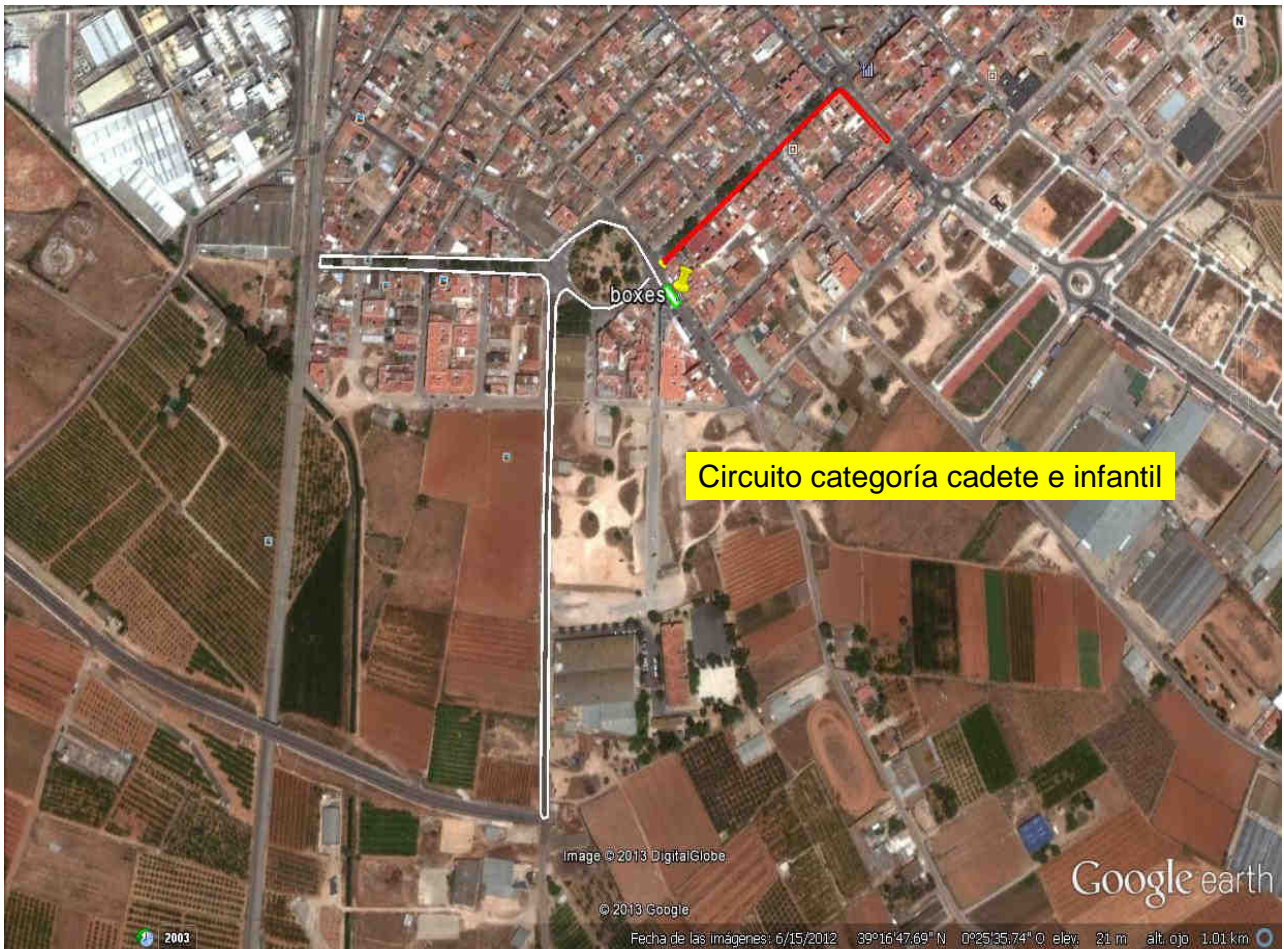 N
boxes
Circuito categoría cadete e infantil
Image © 2013 DigitalGlobe
Google earth
© 2013 Google
2003
Fecha de las imágenes: 6/15/2012 39°16'47.69" N 0°25'35.74" O elev. 21 m alt. ojo 1.01 km